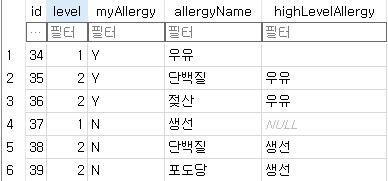 id level myAllergy allergyName highLevelAllergy
... 필터 필터 필터 필터
1 34 1 Y 우유
2 35 2 Y 단백질 우유
3 36 2 Y 젖산 우유
4 37 1 N 생선 NULL
5 38 2 N 단백질 생선
6 39 2 N 포도당 생선